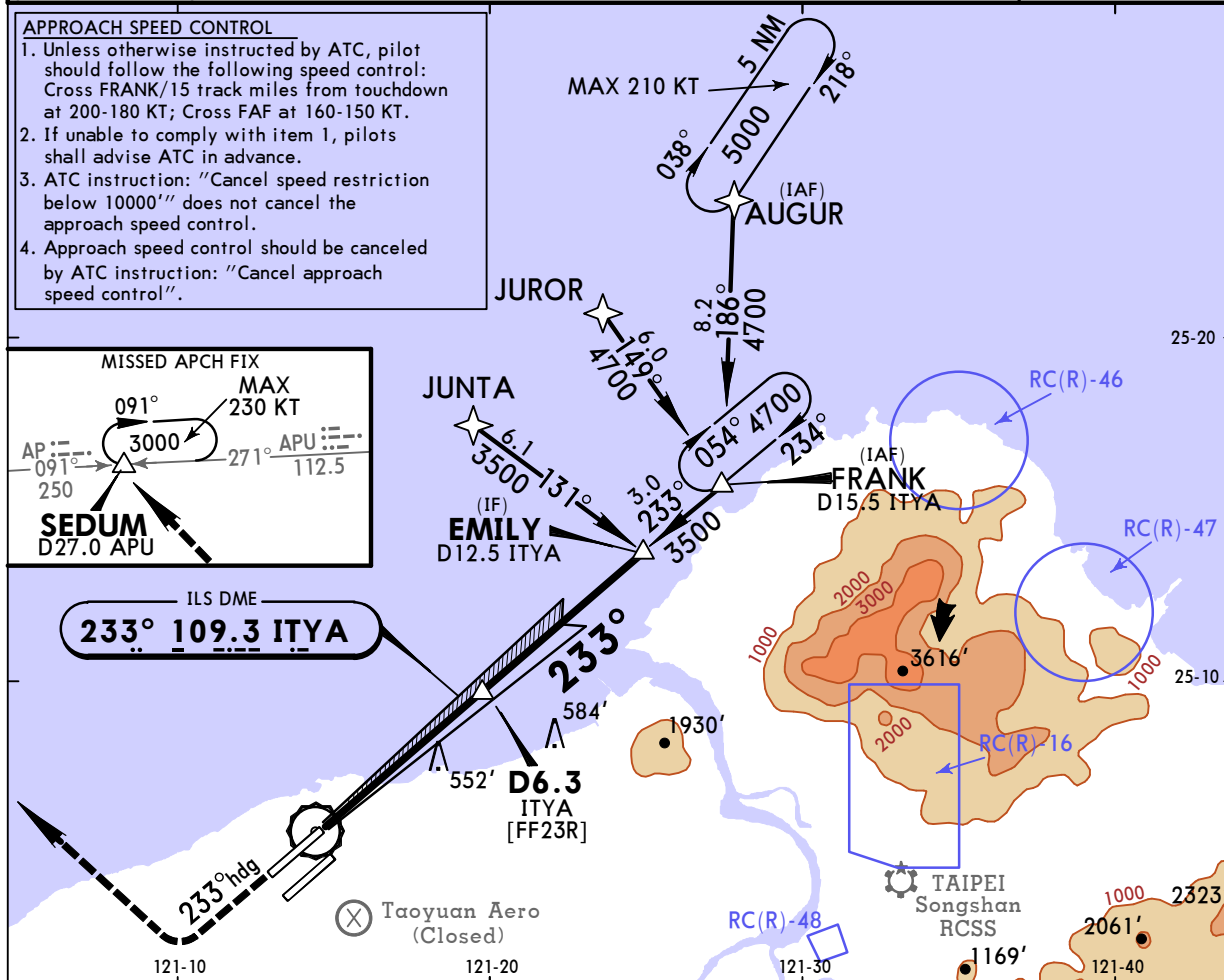 APPROACH SPEED CONTROL
1. Unless otherwise instructed by ATC, pilot
should follow the following speed control:
Cross FRANK/15 track miles from touchdown
at 200-180 KT; Cross FAF at 160-150 KT.
2. If unable to comply with item 1, pilots
shall advise ATC in advance.
3. ATC instruction: "Cancel speed restriction
below 10000'" does not cancel the
approach speed control.
4. Approach speed control should be canceled
by ATC instruction: "Cancel approach
speed control".
5 NM
MAX 210 KT
218°
5000
038°
(IAF)
AUGUR
8.2
186°
4700
JUROR
6.0
149°
4700
25-20
MISSED APCH FIX
MAX
230 KT
091°
3000
AP
091°
250
271°
APU
112.5
SEDUM
D27.0 APU
JUNTA
6.1
131°
3500
054° 4700
234°
RC(R)-46
(IAF)
FRANK
D15.5 ITYA
3.0
233°
3500
(IF)
EMILY
D12.5 ITYA
RC(R)-47
ILS DME
233° 109.3 ITYA
233°
2000
3000
1000
3616'
1000
25-10
584'
1930'
2000
RC(R)-16
552'
D6.3
ITYA
[FF23R]
233°hdg
Taoyuan Aero
(Closed)
TAIPEI
Songshan
RCSS
RC(R)-48
1000
2323
2061'
1169'
121-10
121-20
121-30
121-40